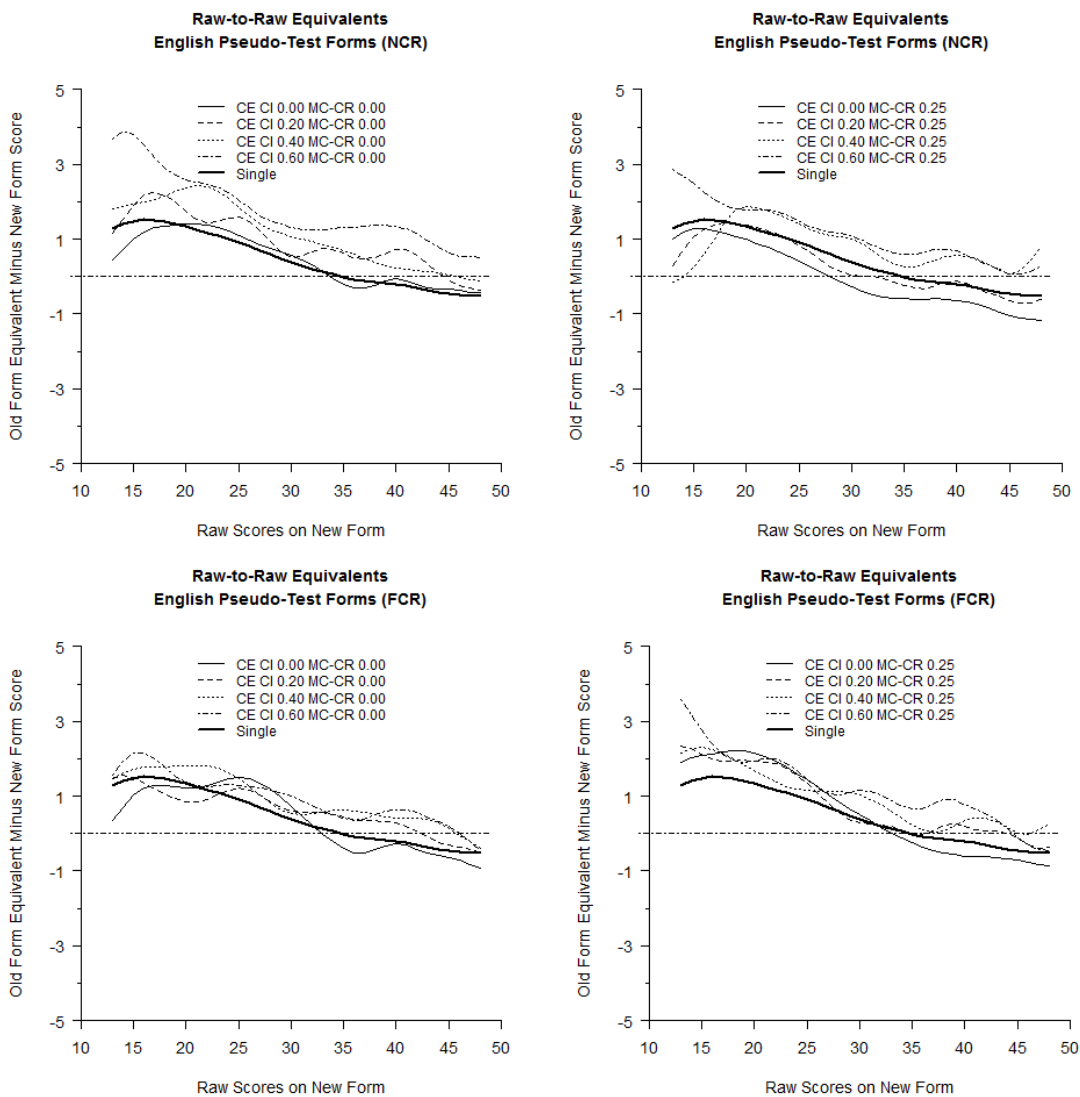 Raw-to-Raw Equivalents
English Pseudo-Test Forms (NCR)
Old Form Equivalent Minus New Form Score
5
3
1
-1
-3
-5
CE CI 0.00 MC-CR 0.00
CE CI 0.20 MC-CR 0.00
CE CI 0.40 MC-CR 0.00
CE CI 0.60 MC-CR 0.00
Single
10 15 20 25 30 35 40 45 50
Raw Scores on New Form
Raw-to-Raw Equivalents
English Pseudo-Test Forms (NCR)
Old Form Equivalent Minus New Form Score
5
3
1
-1
-3
-5
CE CI 0.00 MC-CR 0.25
CE CI 0.20 MC-CR 0.25
CE CI 0.40 MC-CR 0.25
CE CI 0.60 MC-CR 0.25
Single
10 15 20 25 30 35 40 45 50
Raw Scores on New Form
Raw-to-Raw Equivalents
English Pseudo-Test Forms (FCR)
Old Form Equivalent Minus New Form Score
5
3
1
-1
-3
-5
CE CI 0.00 MC-CR 0.00
CE CI 0.20 MC-CR 0.00
CE CI 0.40 MC-CR 0.00
CE CI 0.60 MC-CR 0.00
Single
10 15 20 25 30 35 40 45 50
Raw Scores on New Form
Raw-to-Raw Equivalents
English Pseudo-Test Forms (FCR)
Old Form Equivalent Minus New Form Score
5
3
1
-1
-3
-5
CE CI 0.00 MC-CR 0.25
CE CI 0.20 MC-CR 0.25
CE CI 0.40 MC-CR 0.25
CE CI 0.60 MC-CR 0.25
Single
10 15 20 25 30 35 40 45 50
Raw Scores on New Form